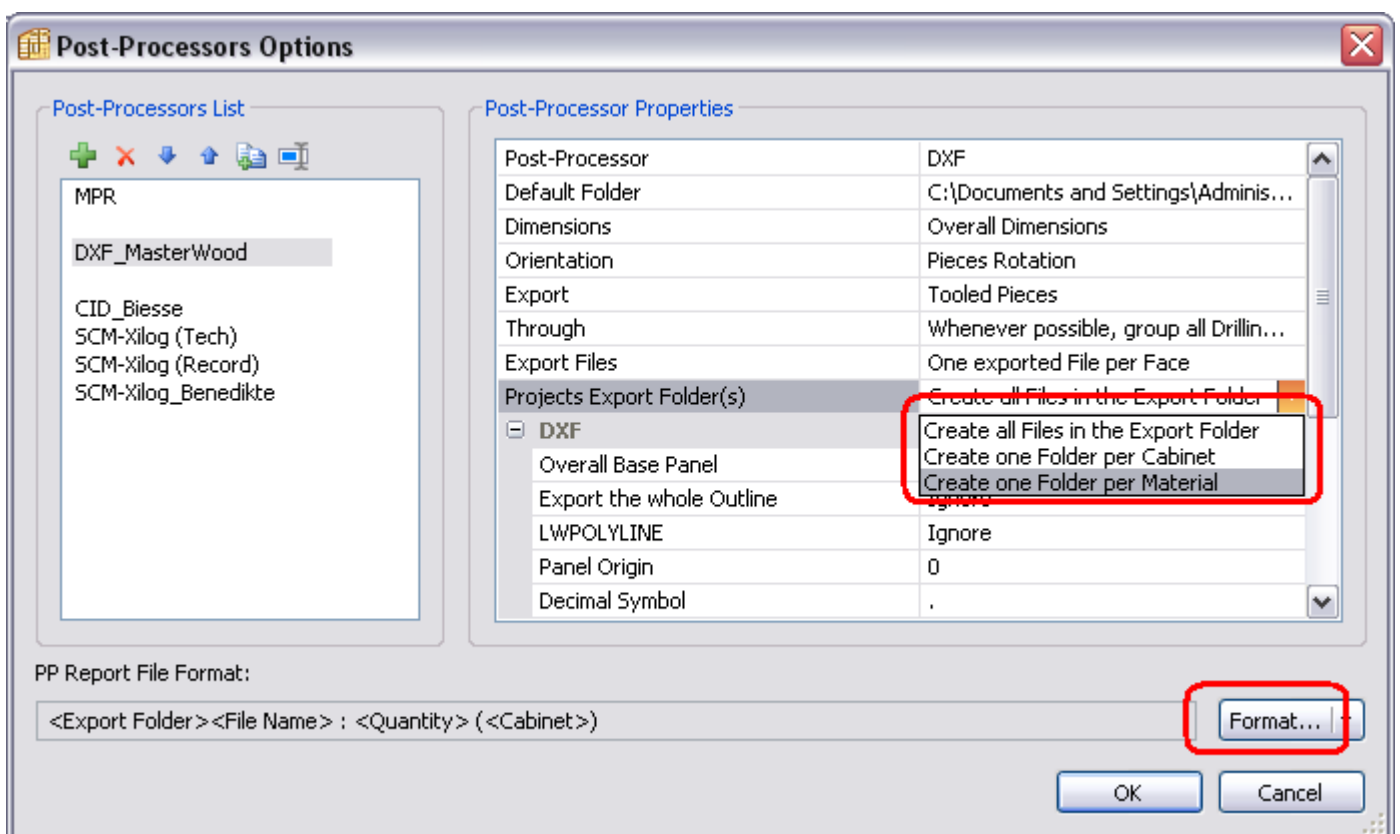 Post-Processors Options
Post-Processors List
MPR
DXF_MasterWood
CID_Biesse
SCM-Xilog (Tech)
SCM-Xilog (Record)
SCM-Xilog_Benedikte
Post-Processor Properties
Post-Processor DXF
Default Folder C:\Documents and Settings\Adminis...
Dimensions Overall Dimensions
Orientation Pieces Rotation
Export Tooled Pieces
Through Whenever possible, group all Drillin...
Export Files One exported File per Face
Projects Export Folder(s) Create all Files in the Export Folder
Create all Files in the Export Folder
Create one Folder per Cabinet
Create one Folder per Material
DXF
Overall Base Panel
Export the whole Outline Ignore
LWPOLYLINE Ignore
Panel Origin 0
Decimal Symbol .
PP Report File Format:
<Export Folder><File Name> : <Quantity> (<Cabinet>)
Format...
OK Cancel